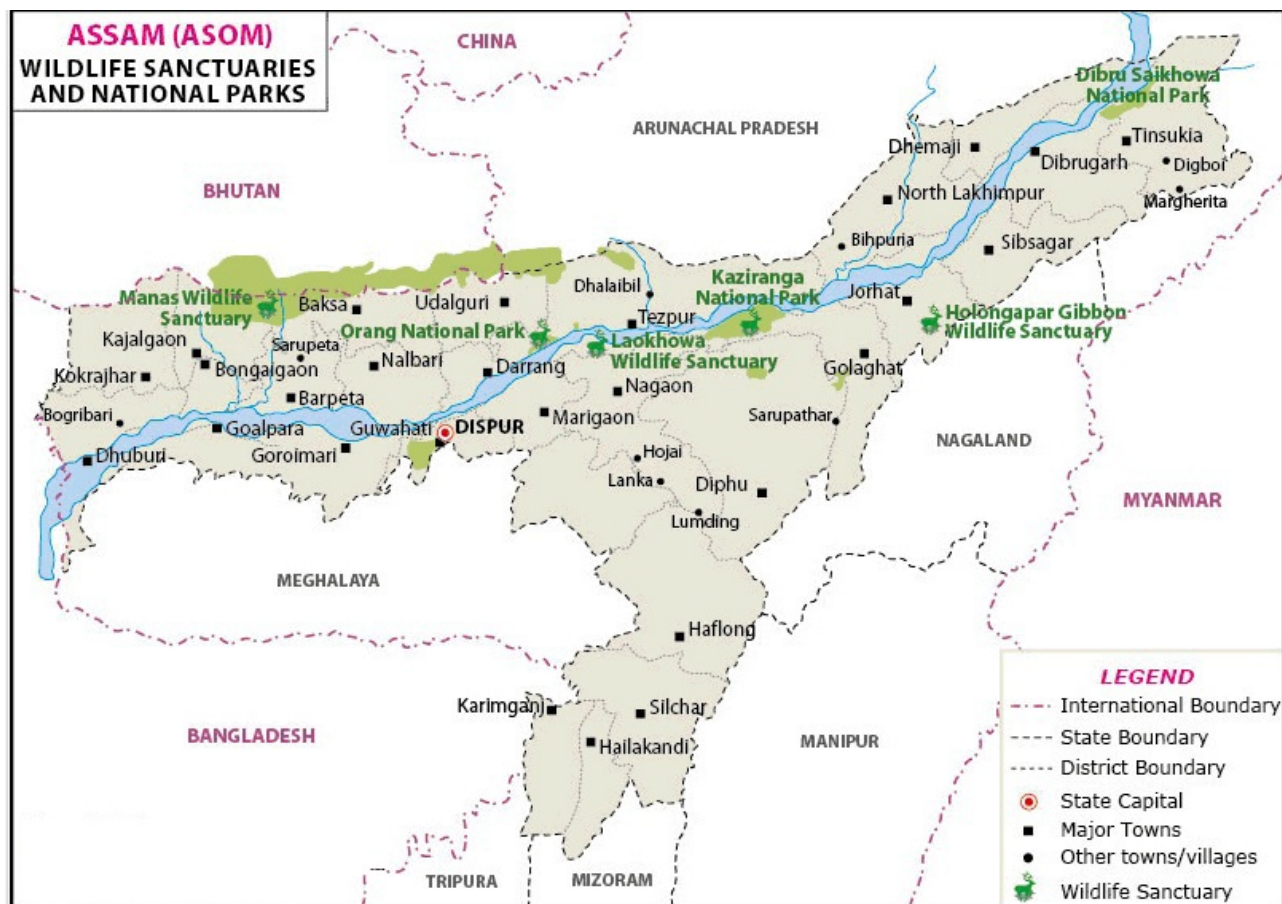 ASSAM (ASOM)
WILDLIFE SANCTUARIES
AND NATIONAL PARKS
CHINA
ARUNACHAL PRADESH
BHUTAN
Dibru Saikhowa
National Park
Dhemaji
Dibrugarh
Tinsukia
Digboi
Margherita
North Lakhimpur
Bihpuria
Sibsagar
Manas Wildlife
Sanctuary
Baksa
Udalguri
Dhalaibil
Kaziranga
National Park
Jorhat
Orang National Park
Tezpur
Holongapar Gibbon
Wildlife Sanctuary
Laokhowa
Wildlife Sanctuary
Kajalgaon
Sarupeta
Bongaigaon
Nalbari
Darrang
Golaghat
Kokrajhar
Barpeta
Nagaon
Bogribari
Goalpara
Guwahati
DISPUR
Marigaon
Sarupathar
NAGALAND
Dhuburi
Goroimari
Hojai
Lanka
Diphu
Lumding
MYANMAR
MEGHALAYA
Haflong
Karimganj
Silchar
Hailakandi
BANGLADESH
MANIPUR
TRIPURA
MIZORAM
LEGEND
International Boundary
State Boundary
District Boundary
State Capital
Major Towns
Other towns/villages
Wildlife Sanctuary